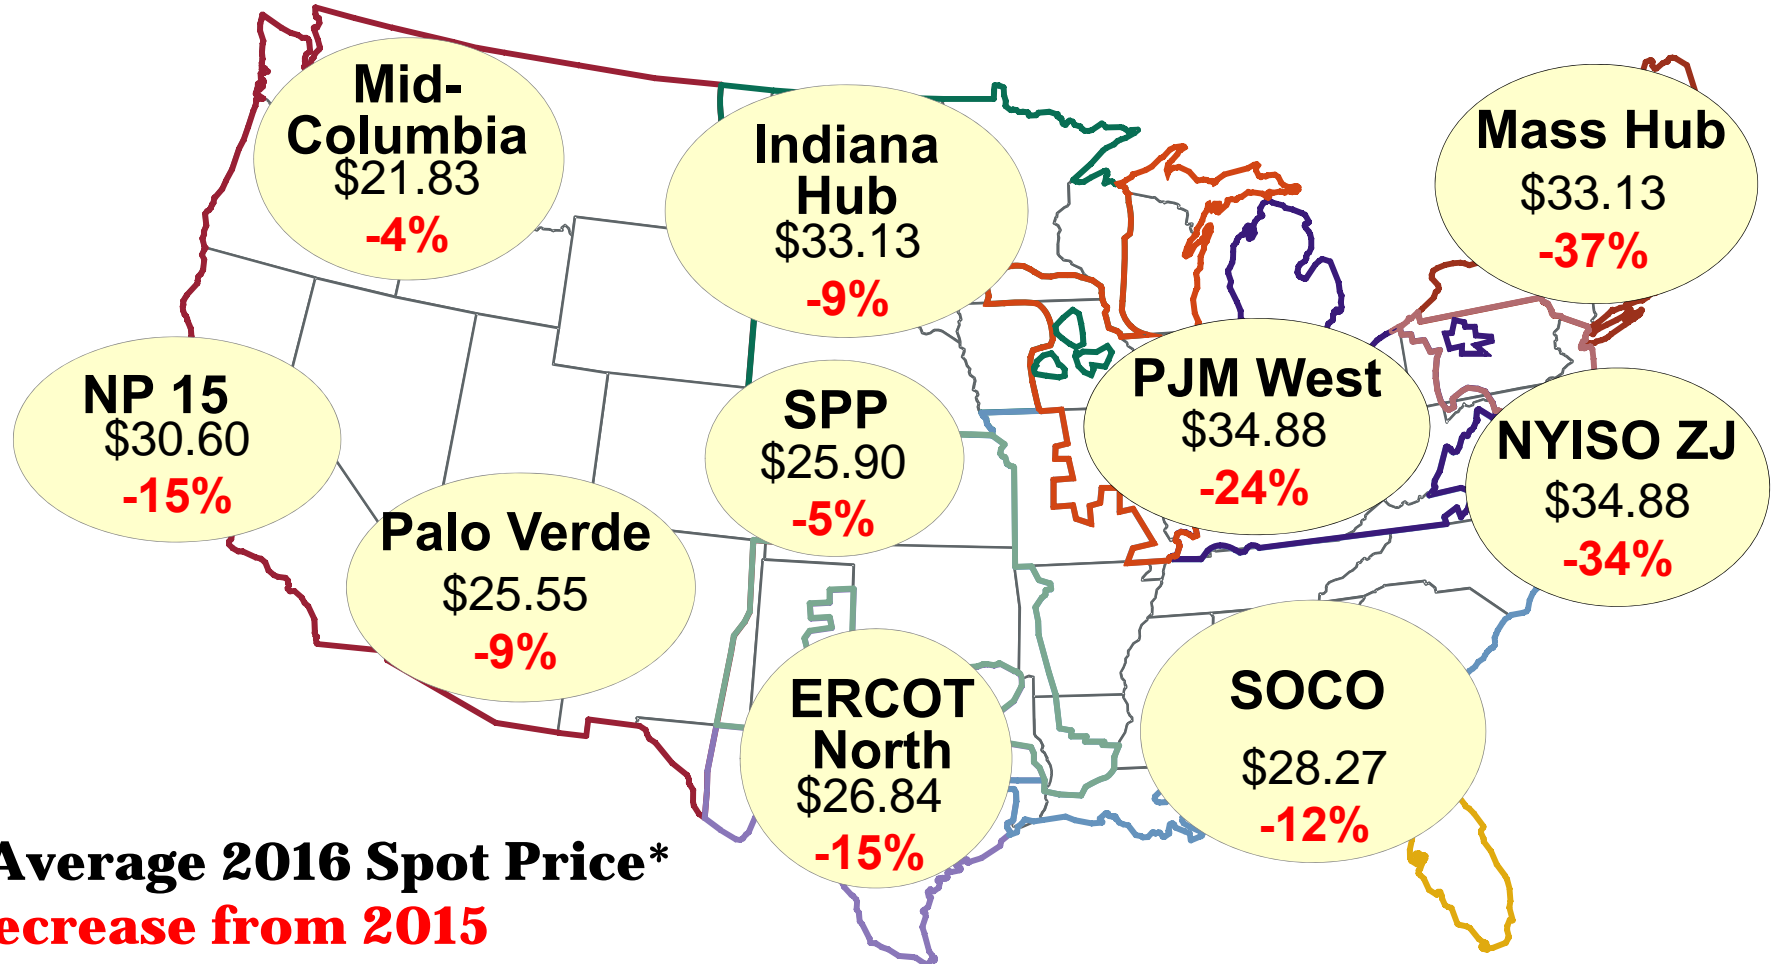 Mid-
Columbia
$21.83
-4%
Indiana
Hub
$33.13
-9%
Mass Hub
$33.13
-37%
NP 15
$30.60
-15%
SPP
$25.90
-5%
PJM West
$34.88
-24%
NYISO ZJ
$34.88
-34%
Palo Verde
$25.55
-9%
ERCOT
North
$26.84
-15%
SOCO
$28.27
-12%
Average 2016 Spot Price*
ecrease from 2015